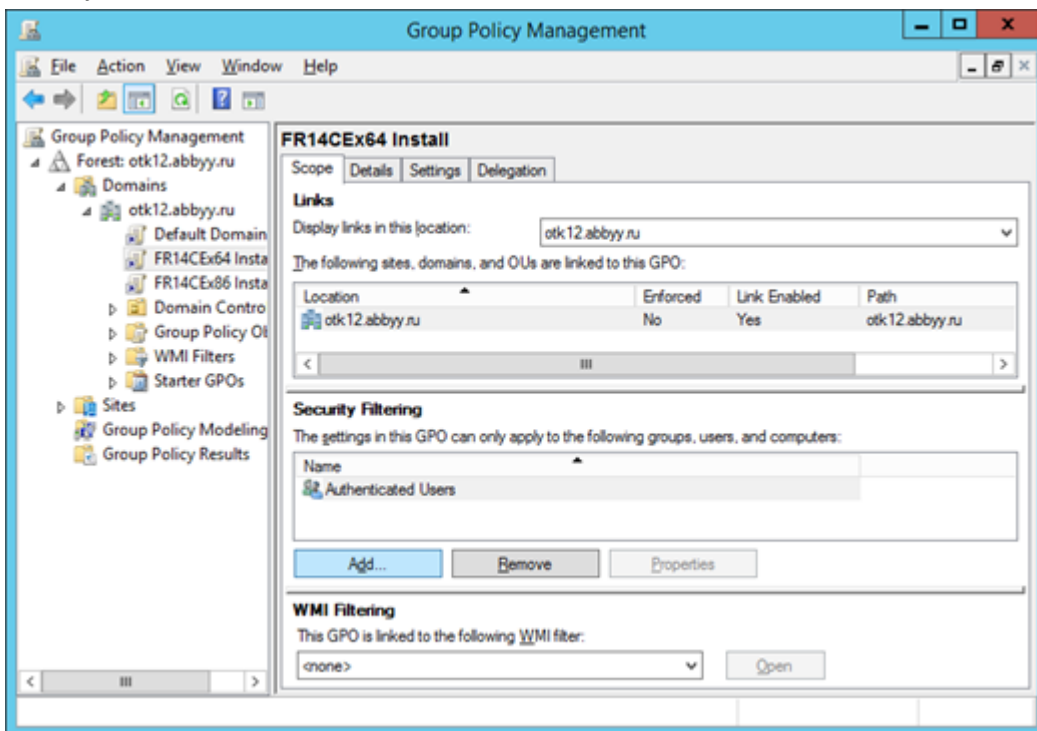 Group Policy Management
File Action View Window Help
Group Policy Management
Forest: otk12.abbyy.ru
Domains
otk12.abbyy.ru
Default Domain
FR14CEx64 Insta
FR14CEx86 Insta
Domain Contro
Group Policy Ob
WMI Filters
Starter GPOs
Sites
Group Policy Modeling
Group Policy Results
FR14CEx64 Install
Scope Details Settings Delegation
Links
Display links in this location: otk12.abbyy.ru
The following sites, domains, and OUs are linked to this GPO:
Location Enforced Link Enabled Path
otk12.abbyy.ru No Yes otk12.abbyy.ru
Security Filtering
The settings in this GPO can only apply to the following groups, users, and computers:
Name
Authenticated Users
Add... Remove Properties
WMI Filtering
This GPO is linked to the following WMI filter:
<none> Open